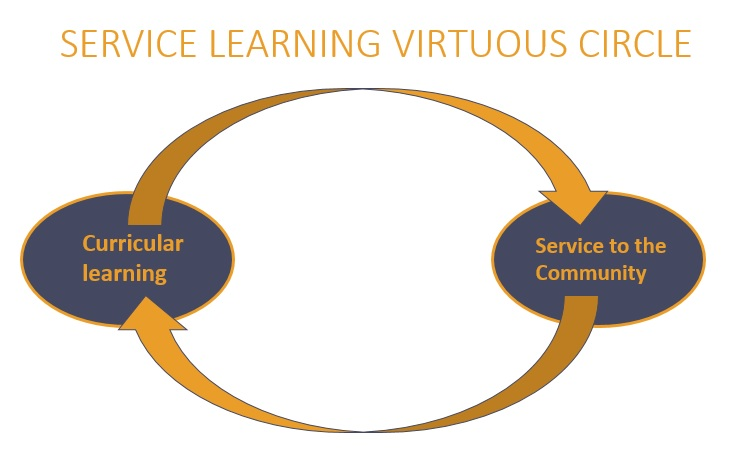 SERVICE LEARNING VIRTUOUS CIRCLE
Curricular
learning
Service to the
Community